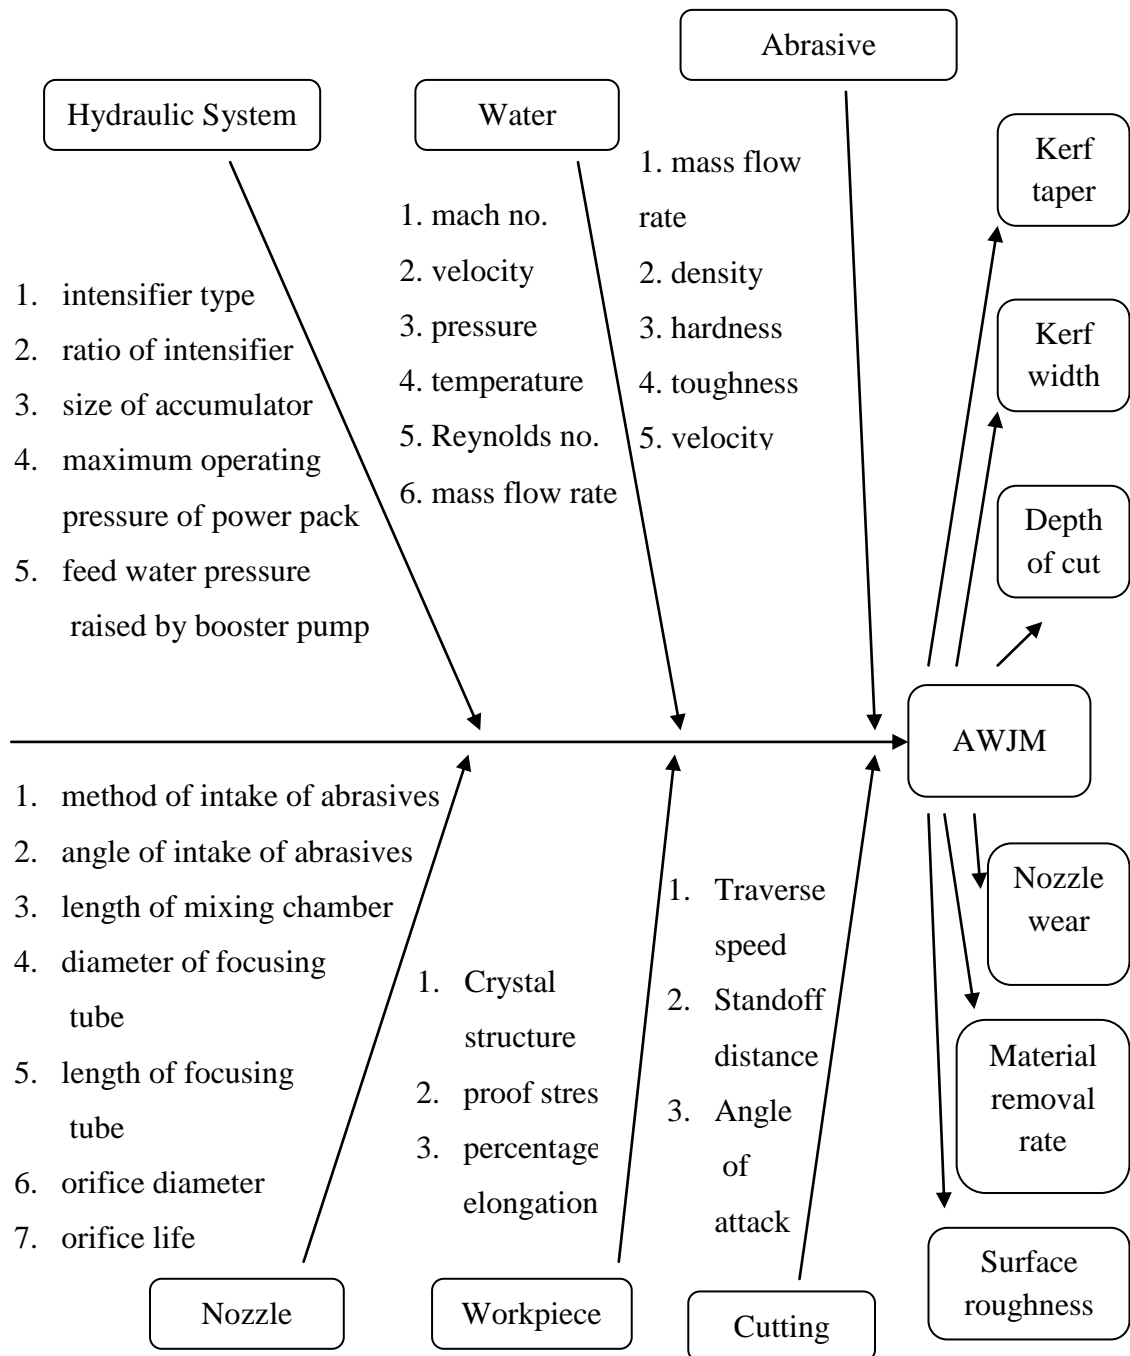 Abrasive
Hydraulic System
Water
1. mass flow
rate
2. density
3. hardness
4. toughness
5. velocity
1. mach no.
2. velocity
3. pressure
4. temperature
5. Reynolds no.
6. mass flow rate
1. intensifier type
2. ratio of intensifier
3. size of accumulator
4. maximum operating
pressure of power pack
5. feed water pressure
raised by booster pump
Kerf
taper
Kerf
width
Depth
of cut
AWJM
1. method of intake of abrasives
2. angle of intake of abrasives
3. length of mixing chamber
4. diameter of focusing
tube
5. length of focusing
tube
6. orifice diameter
7. orifice life
1. Crystal
structure
2. proof stres
3. percentage
elongation
1. Traverse
speed
2. Standoff
distance
3. Angle
of
attack
Nozzle
wear
Material
removal
rate
Surface
roughness
Nozzle
Workpiece
Cutting